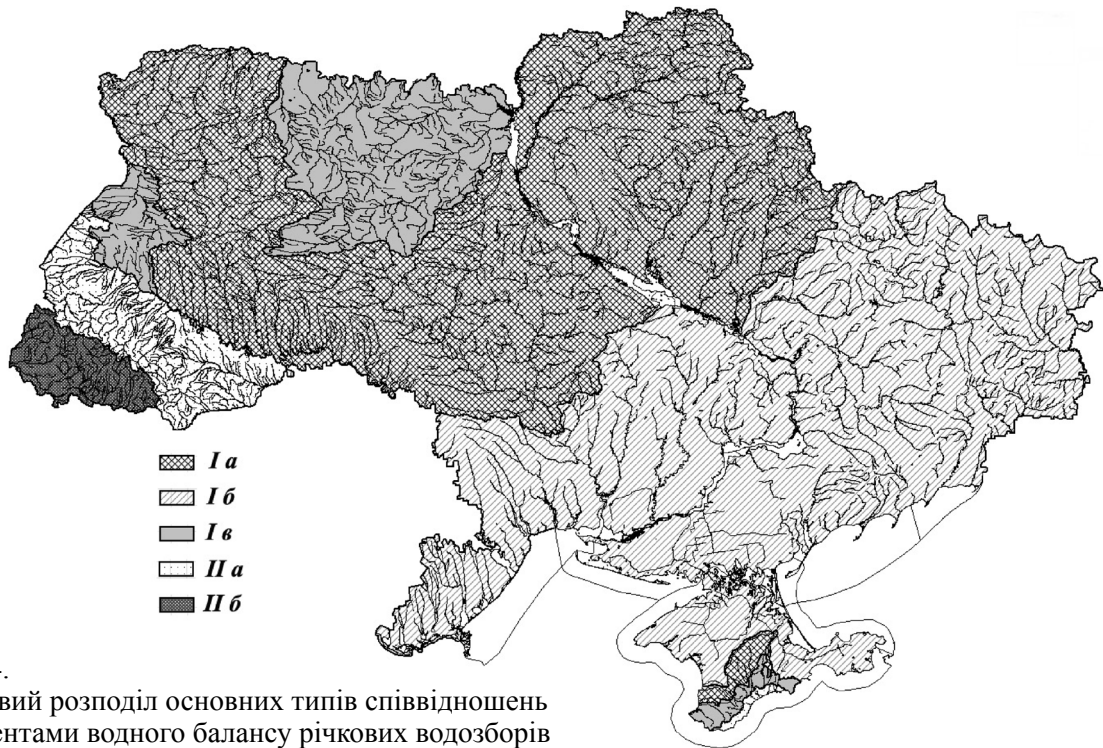 I а
I б
I в
II а
II б
вий розподіл основних типів співвідношень
ентами водного балансу річкових водозборів